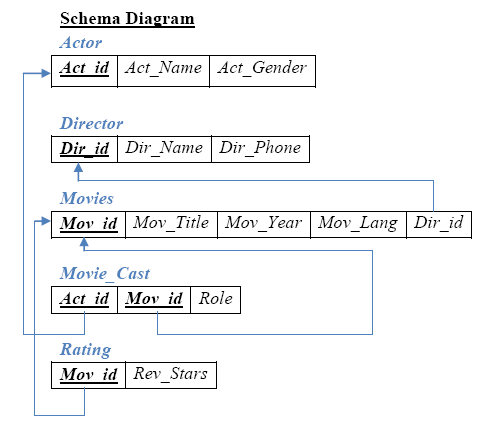 Schema Diagram
Actor
Act_id Act_Name Act_Gender
Director
Dir_id Dir_Name Dir_Phone
Movies
Mov_id Mov_Title Mov_Year Mov_Lang Dir_id
Movie_Cast
Act_id Mov_id Role
Rating
Mov_id Rev_Stars